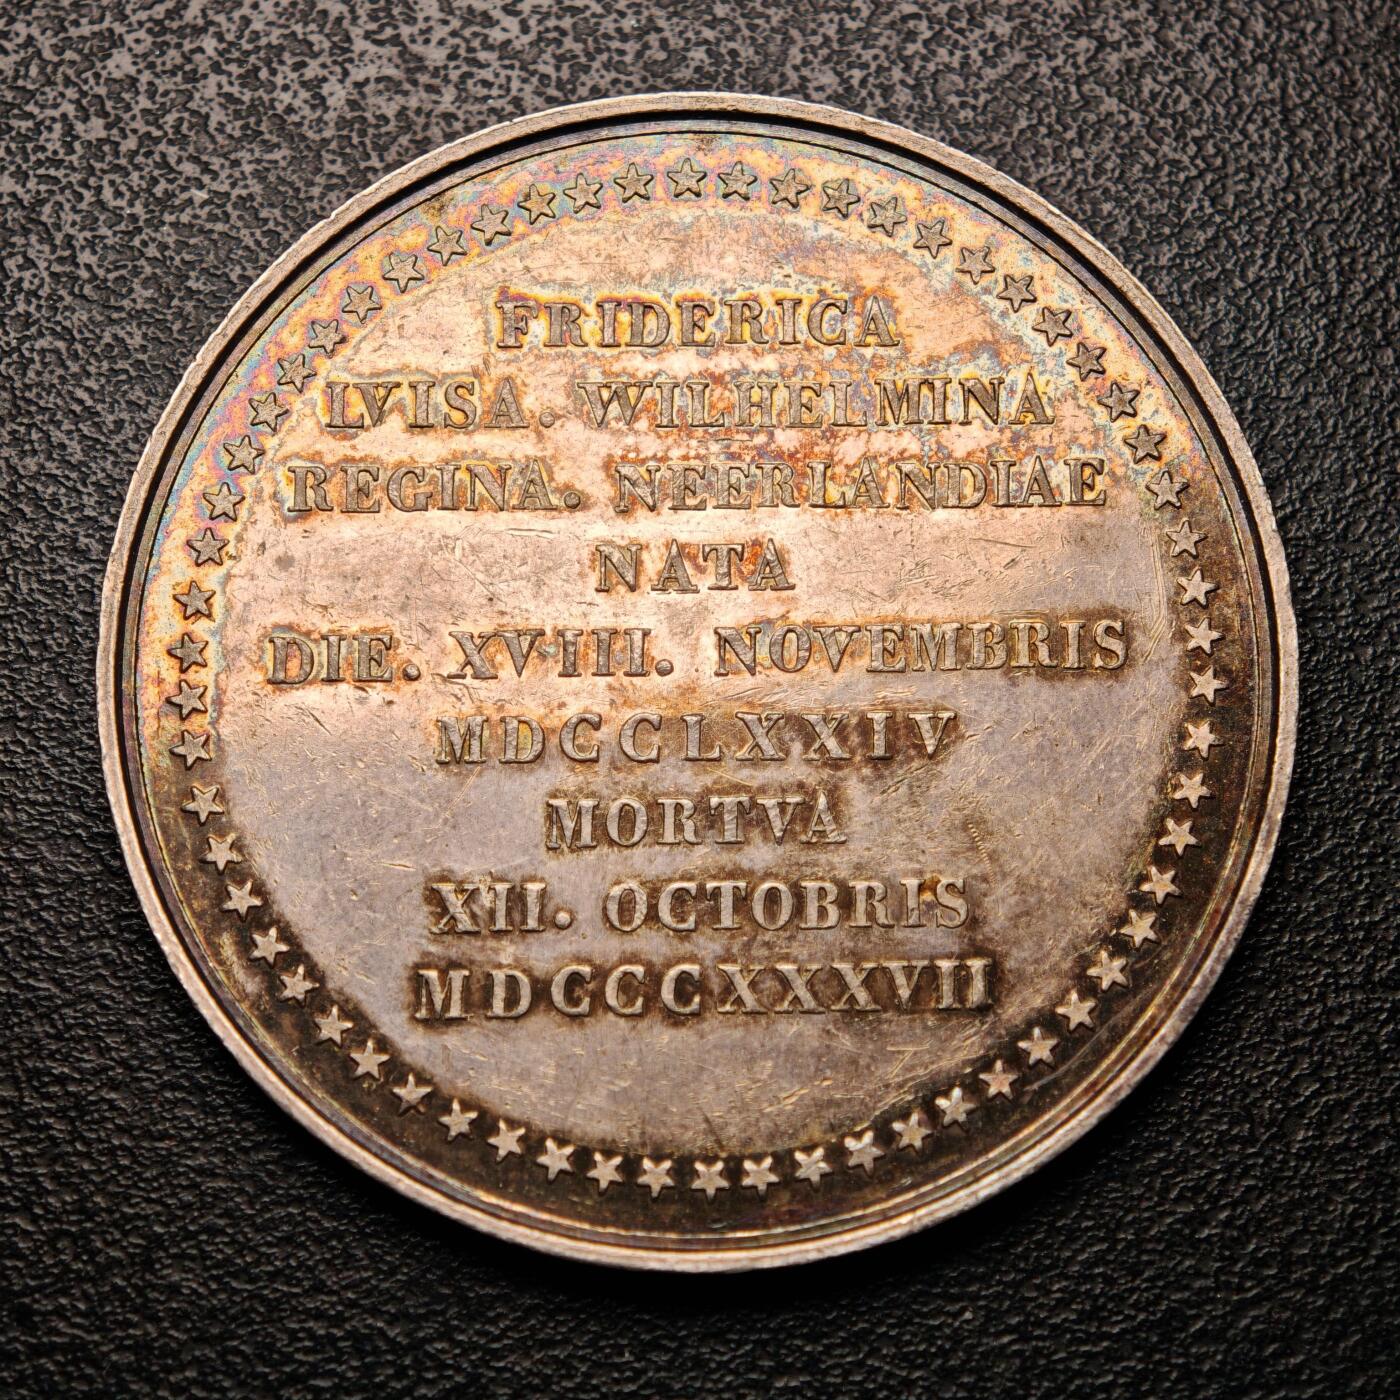 FRIDERICA
LVISA. WILHELMINA
REGINA. NEERLANDIAE
NATA
DIE. XVIII. NOVEMBRIS
MDCCLXXIV
MORTVA
XII. OCTOBRIS
MDCCCXXXVII